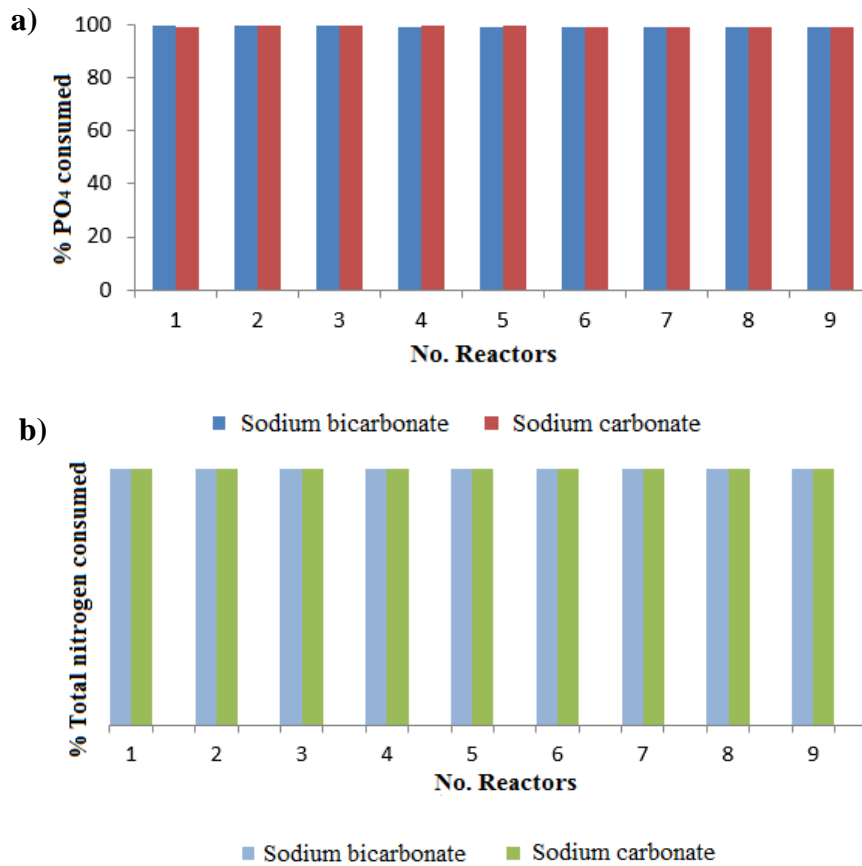 a)
% PO₄ consumed
100
80
60
40
20
0
1 2 3 4 5 6 7 8 9
No. Reactors
Sodium bicarbonate Sodium carbonate
b)
% Total nitrogen consumed
1 2 3 4 5 6 7 8 9
No. Reactors
Sodium bicarbonate Sodium carbonate